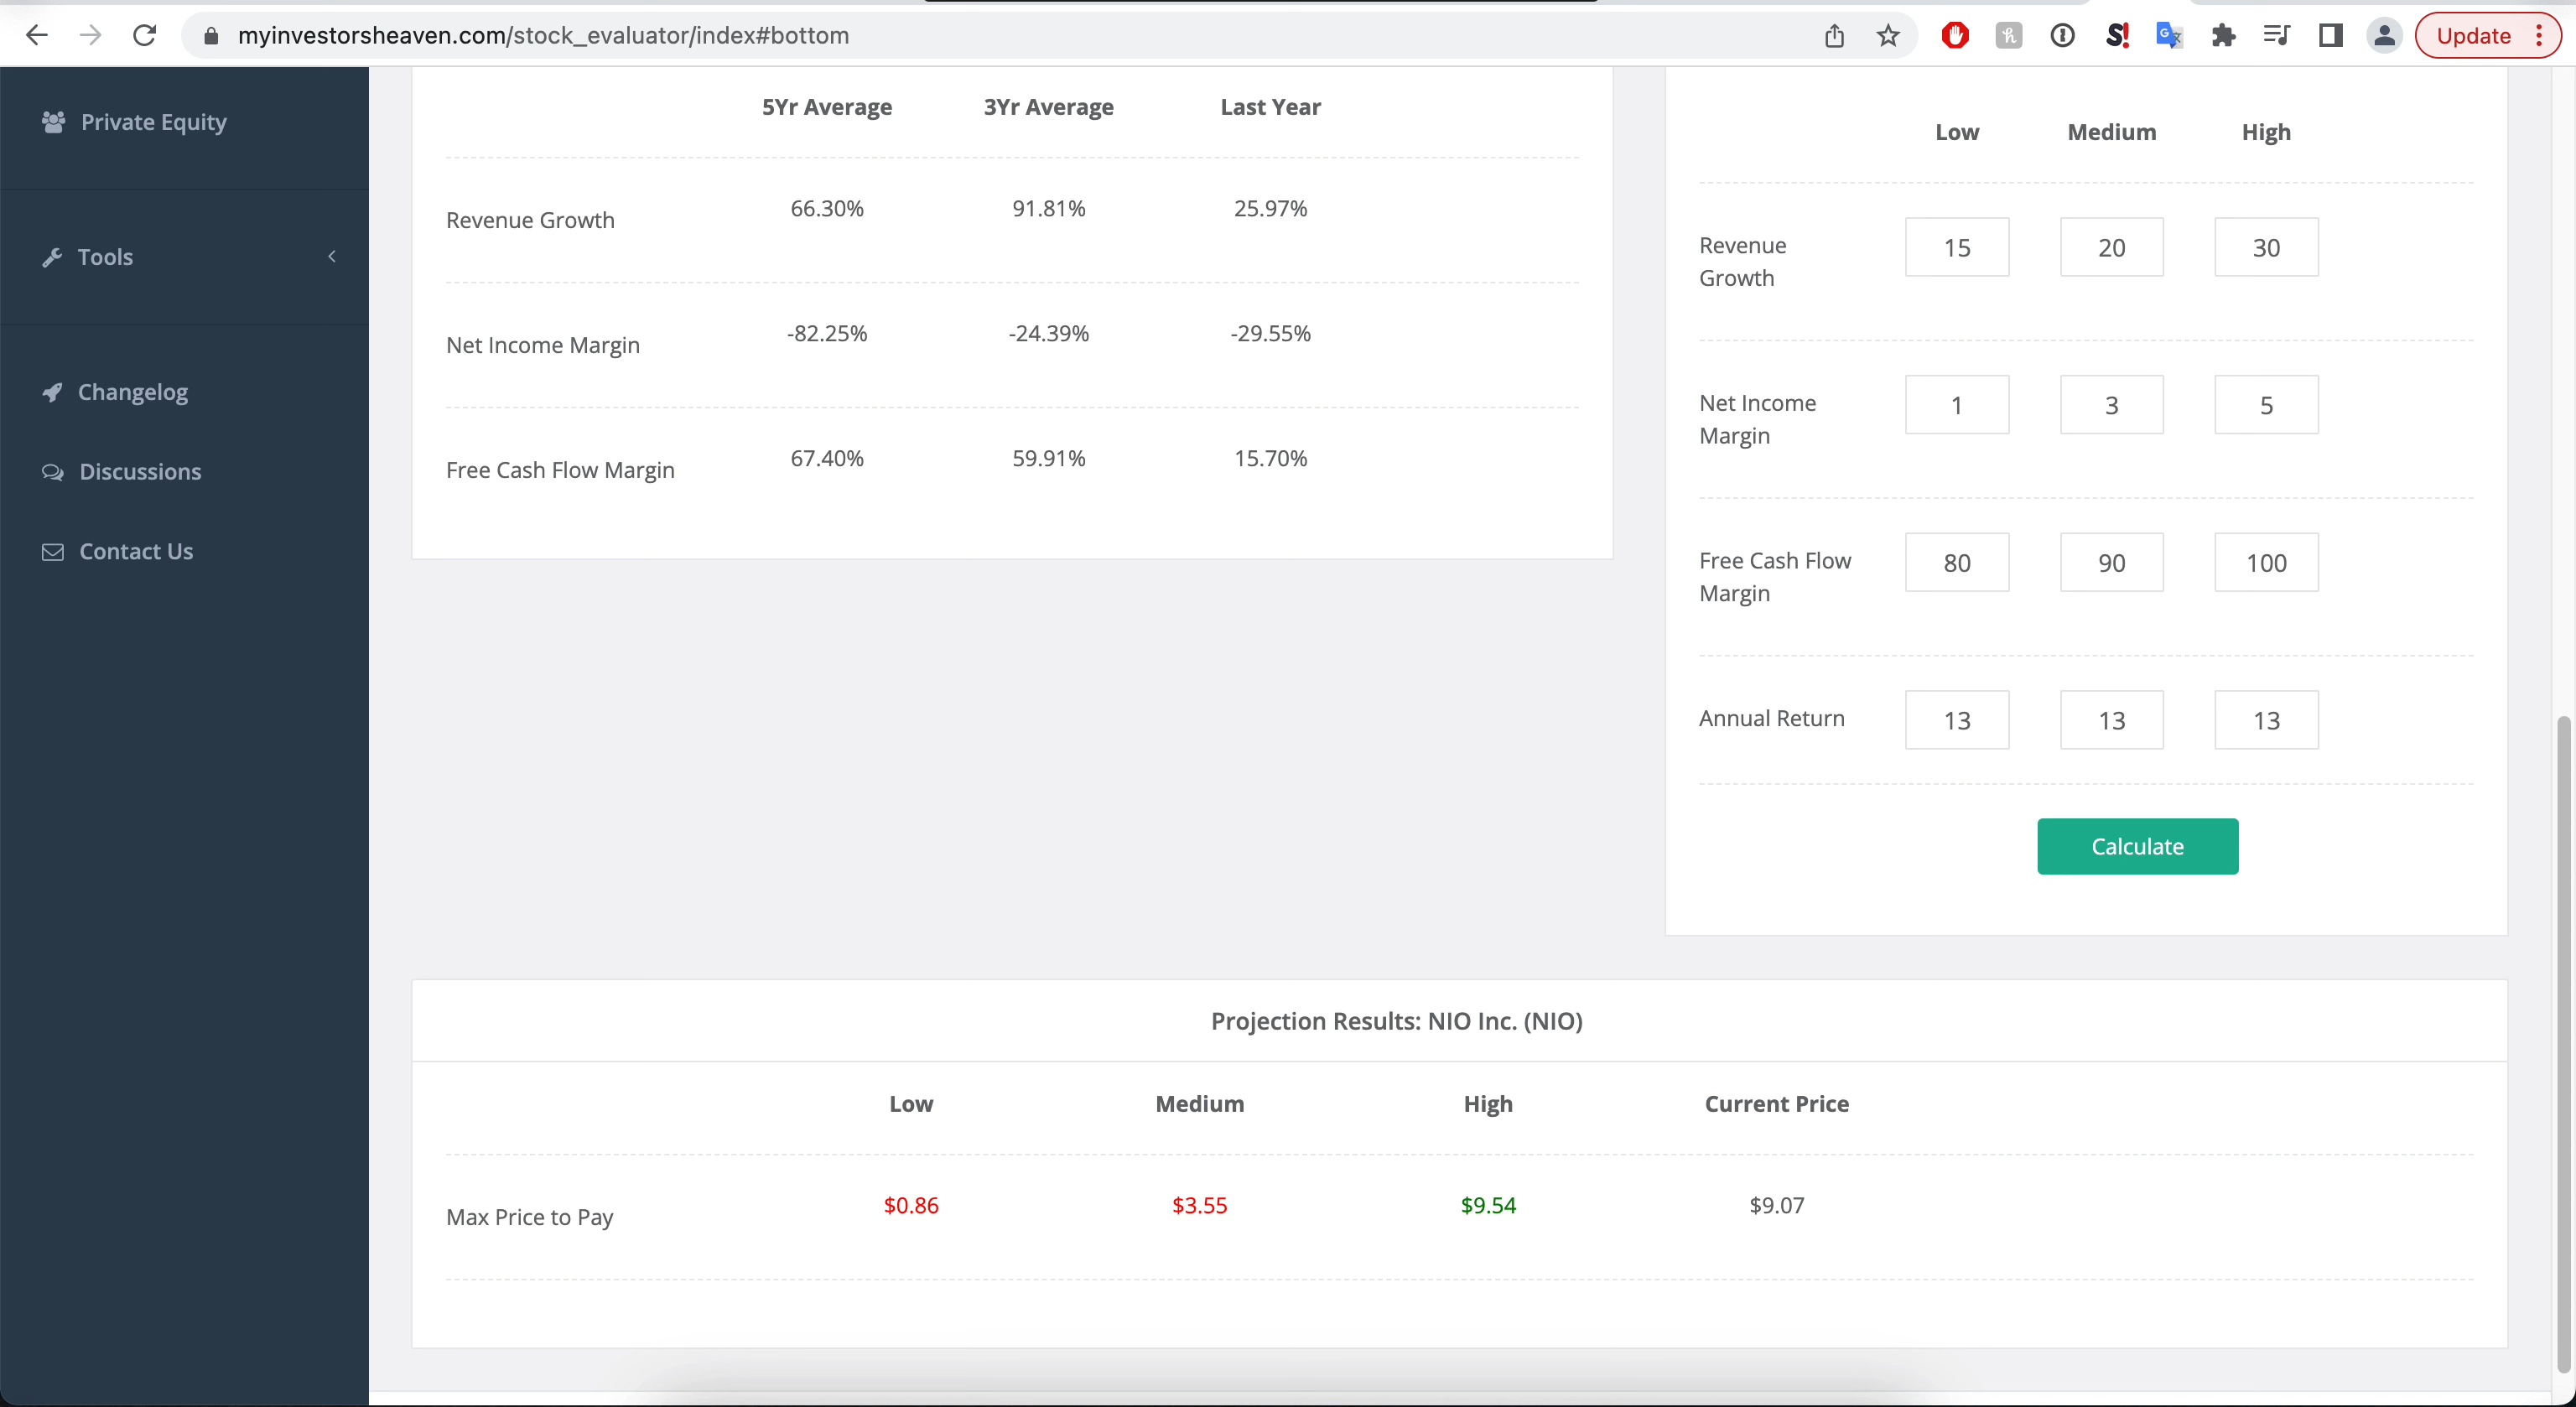 myinvestorsheaven.com/stock_evaluator/index#bottom
Update
Private Equity
Tools
Changelog
Discussions
Contact Us
5Yr Average 3Yr Average Last Year
Revenue Growth 66.30% 91.81% 25.97%
Net Income Margin -82.25% -24.39% -29.55%
Free Cash Flow Margin 67.40% 59.91% 15.70%
Low Medium High
Revenue Growth 15 20 30
Net Income Margin 1 3 5
Free Cash Flow Margin 80 90 100
Annual Return 13 13 13
Calculate
Projection Results: NIO Inc. (NIO)
Low Medium High Current Price
Max Price to Pay $0.86 $3.55 $9.54 $9.07